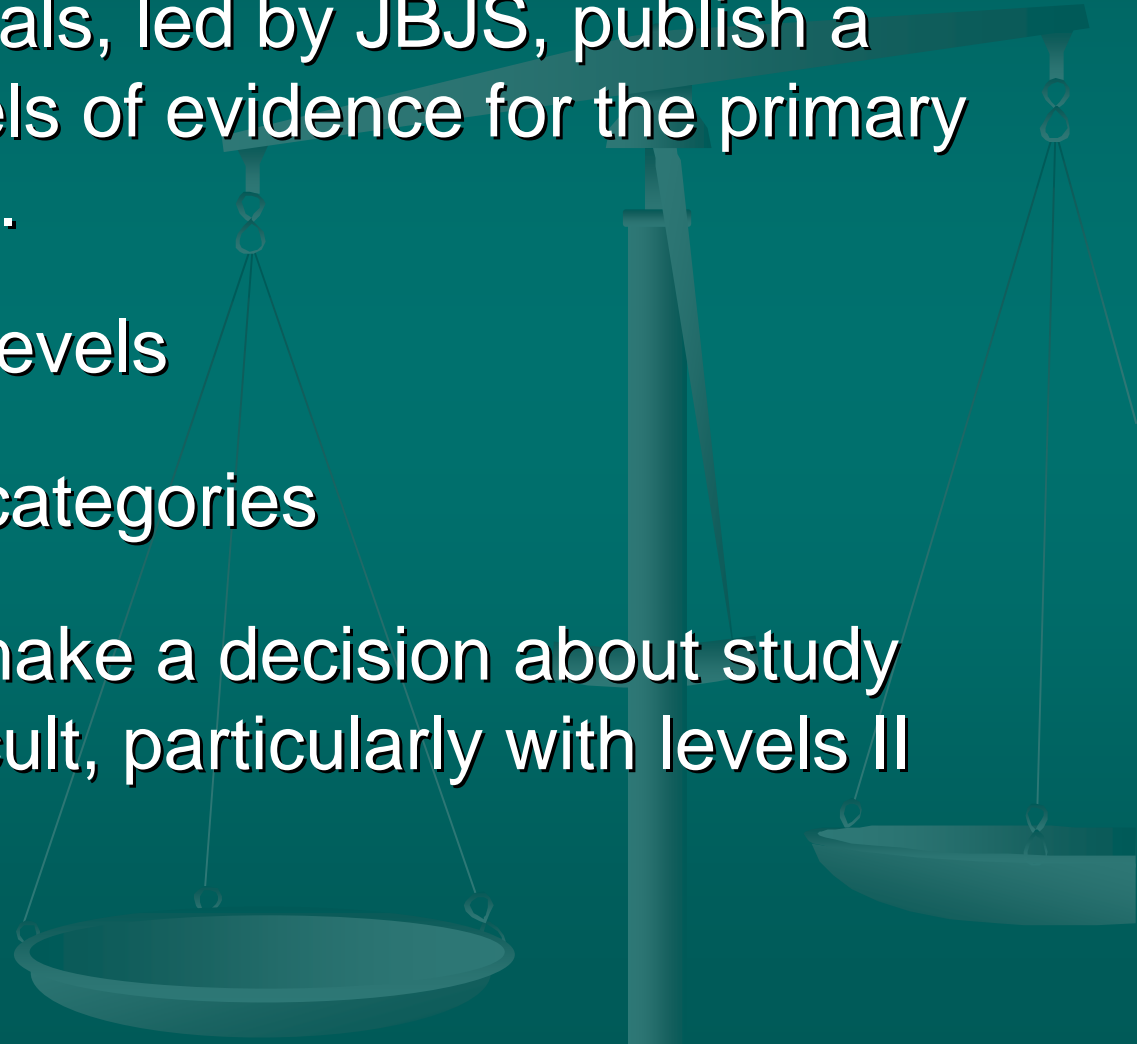 als, led by JBJS, publish a
els of evidence for the primary
.
evels
categories
make a decision about study
cult, particularly with levels II